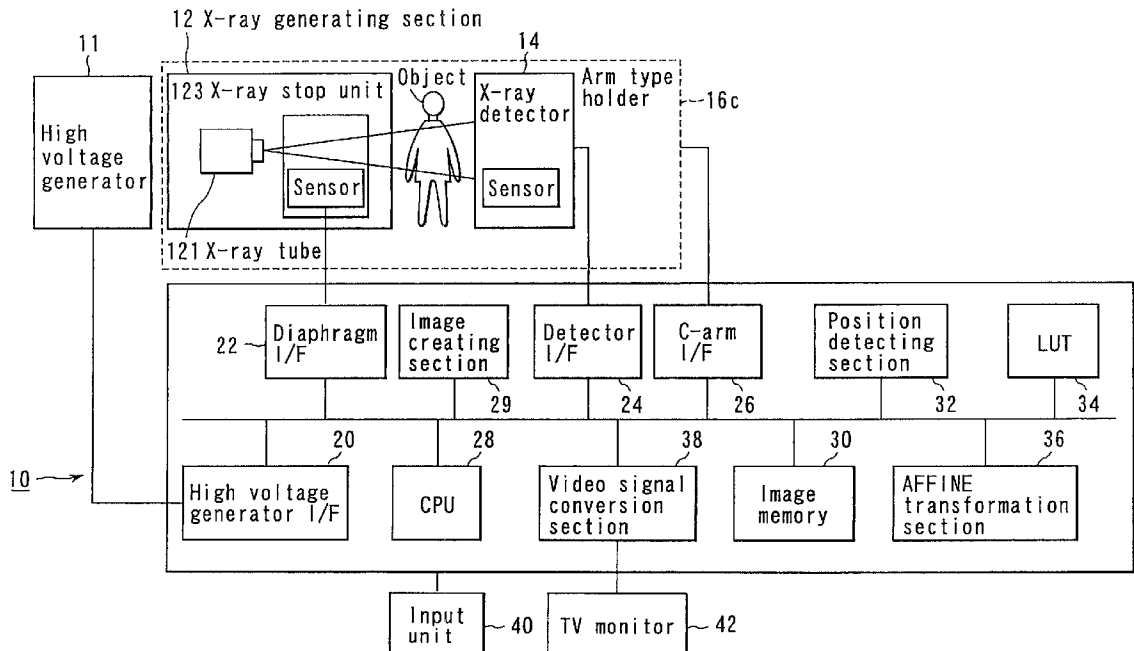 12 X-ray generating section
11
14
123 X-ray stop unit
Object
X-ray
detector
Arm type
holder
16c
High
voltage
generator
Sensor
Sensor
121 X-ray tube
22
Diaphragm
I/F
Image
creating
section
Detector
I/F
C-arm
I/F
Position
detecting
section
LUT
29
24
26
32
34
20
28
38
30
36
10
High voltage
generator I/F
CPU
Video signal
conversion
section
Image
memory
AFFINE
transformation
section
Input
unit
40
TV monitor
42